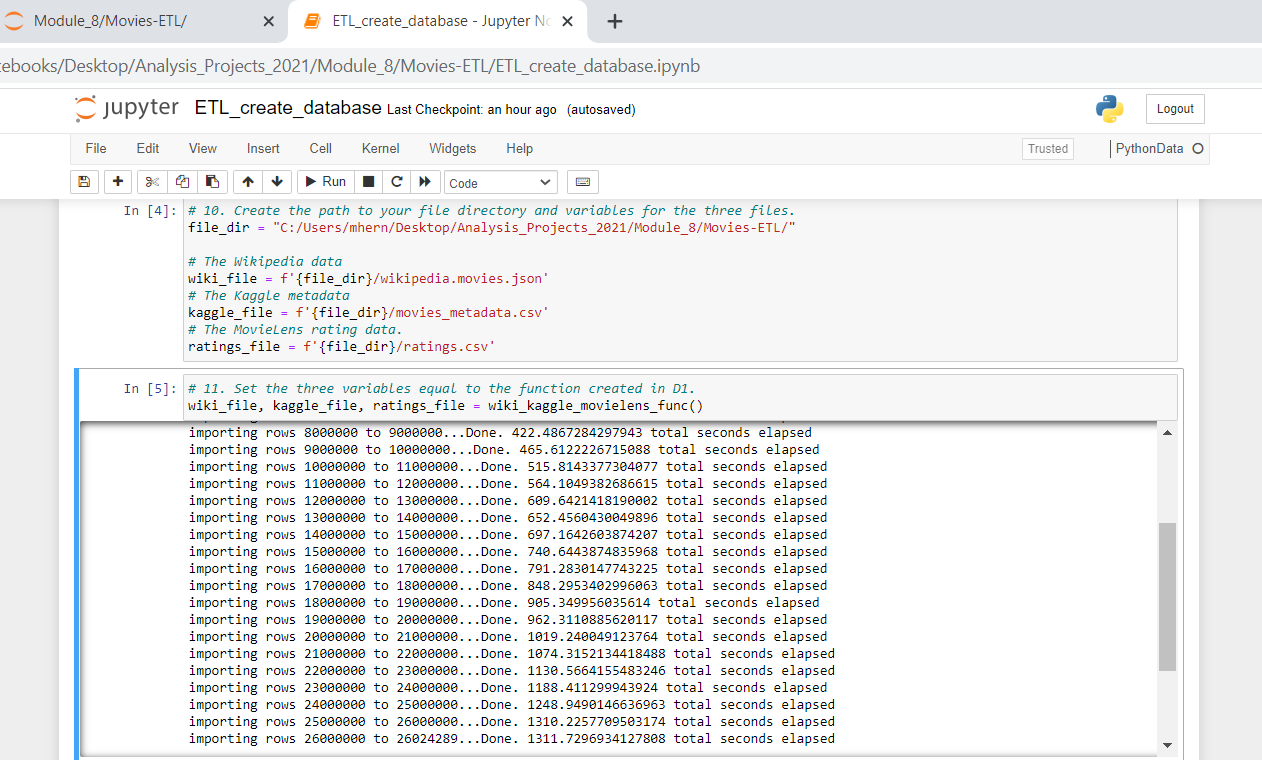 Module_8/Movies-ETL/
ETL_create_database - Jupyter No
tebooks/Desktop/Analysis_Projects_2021/Module_8/Movies-ETL/ETL_create_database.ipynb
jupyter ETL_create_database Last Checkpoint: an hour ago (autosaved)
Logout
File Edit View Insert Cell Kernel Widgets Help
Trusted
PythonData
Run
Code
In [4]: # 10. Create the path to your file directory and variables for the three files.
file_dir = "C:/Users/mhern/Desktop/Analysis_Projects_2021/Module_8/Movies-ETL/"
# The Wikipedia data
wiki_file = f'{file_dir}/wikipedia.movies.json'
# The Kaggle metadata
kaggle_file = f'{file_dir}/movies_metadata.csv'
# The MovieLens rating data.
ratings_file = f'{file_dir}/ratings.csv'
In [5]: # 11. Set the three variables equal to the function created in D1.
wiki_file, kaggle_file, ratings_file = wiki_kaggle_movielens_func()
importing rows 8000000 to 9000000...Done. 422.4867284297943 total seconds elapsed
importing rows 9000000 to 10000000...Done. 465.6122226715088 total seconds elapsed
importing rows 10000000 to 11000000...Done. 515.8143377304077 total seconds elapsed
importing rows 11000000 to 12000000...Done. 564.1049382686615 total seconds elapsed
importing rows 12000000 to 13000000...Done. 609.6421418190002 total seconds elapsed
importing rows 13000000 to 14000000...Done. 652.4560430049896 total seconds elapsed
importing rows 14000000 to 15000000...Done. 697.1642603874207 total seconds elapsed
importing rows 15000000 to 16000000...Done. 740.6443874835968 total seconds elapsed
importing rows 16000000 to 17000000...Done. 791.2830147743225 total seconds elapsed
importing rows 17000000 to 18000000...Done. 848.2953402996063 total seconds elapsed
importing rows 18000000 to 19000000...Done. 905.349956035614 total seconds elapsed
importing rows 19000000 to 20000000...Done. 962.3110885620117 total seconds elapsed
importing rows 20000000 to 21000000...Done. 1019.240049123764 total seconds elapsed
importing rows 21000000 to 22000000...Done. 1074.3152134418488 total seconds elapsed
importing rows 22000000 to 23000000...Done. 1130.5664155483246 total seconds elapsed
importing rows 23000000 to 24000000...Done. 1188.411299943924 total seconds elapsed
importing rows 24000000 to 25000000...Done. 1248.9490146636963 total seconds elapsed
importing rows 25000000 to 26000000...Done. 1310.2257709503174 total seconds elapsed
importing rows 26000000 to 26024289...Done. 1311.7296934127808 total seconds elapsed